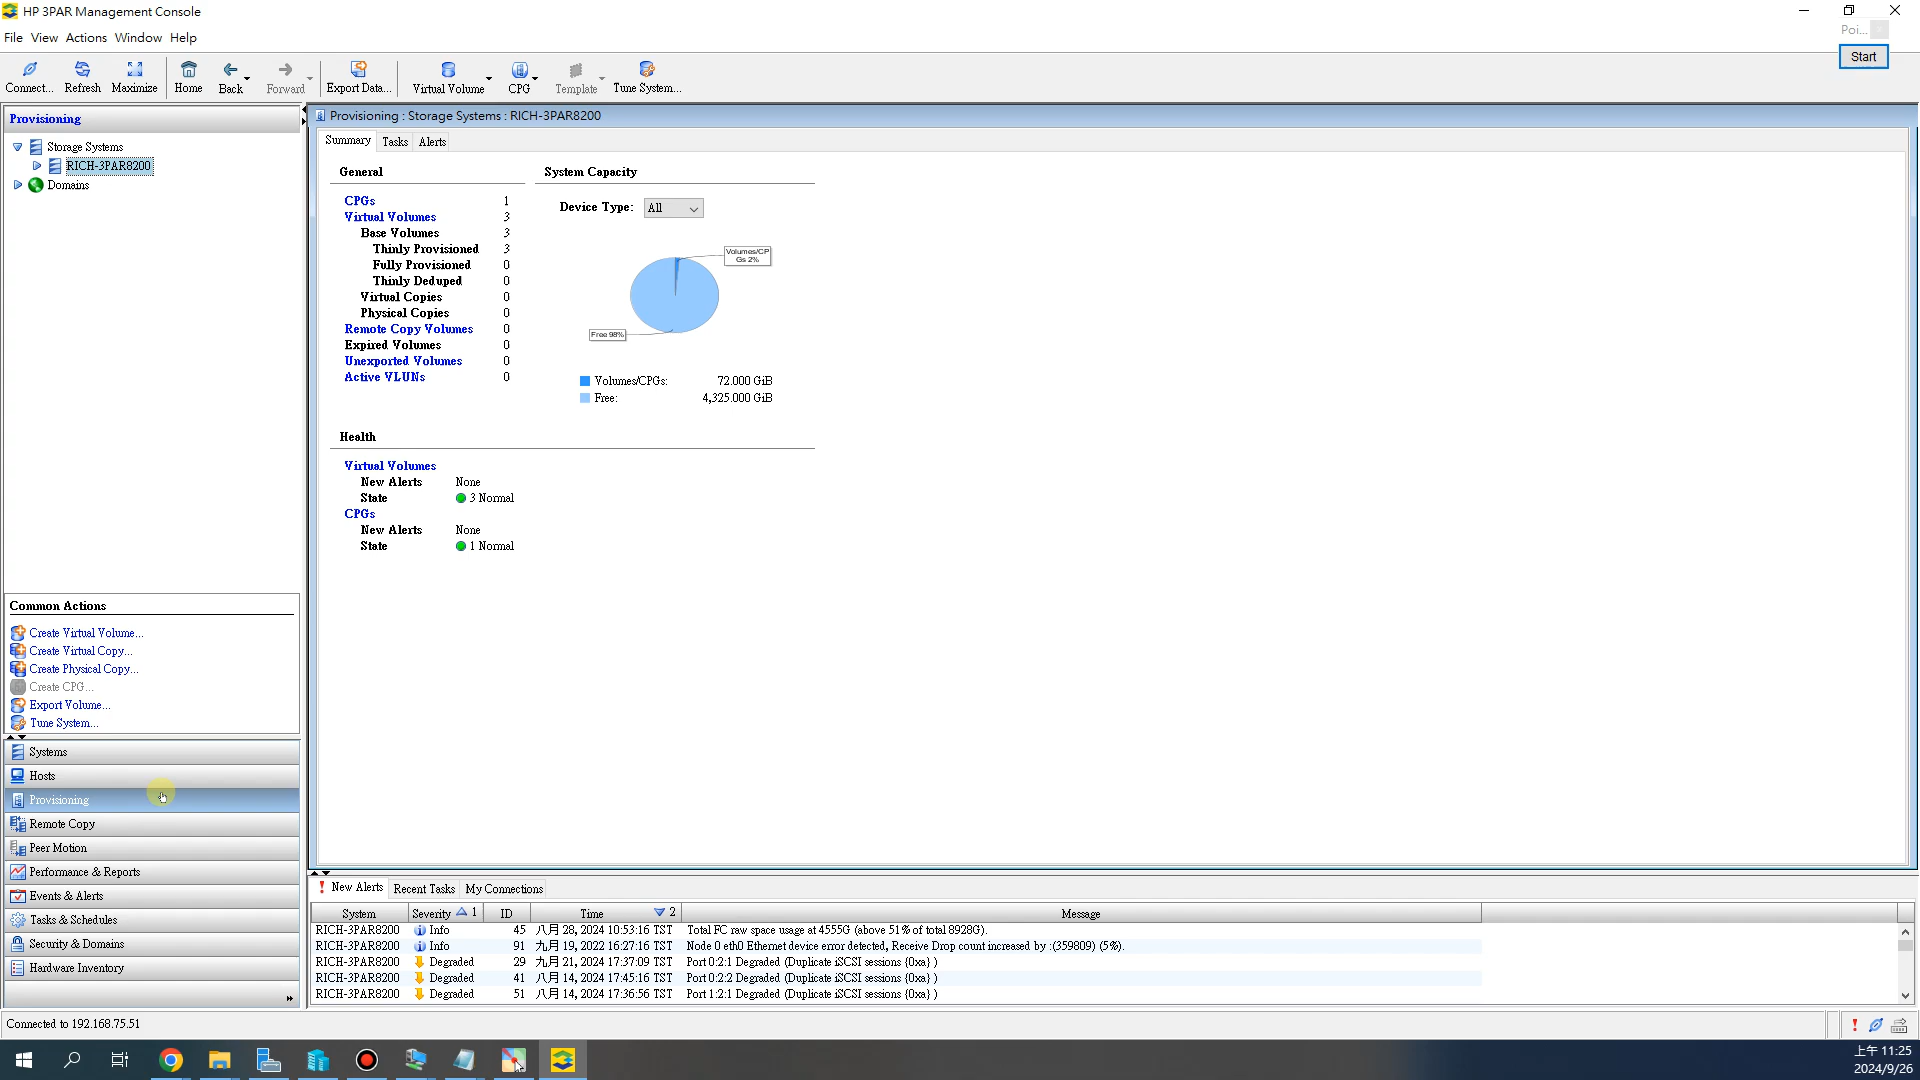 HP 3PAR Management Console
File View Actions Window Help
Poi...
Start
Connect... Refresh Maximize Home Back Forward Export Data... Virtual Volume CPG Template Tune System...
Provisioning
Storage Systems
RICH-3PAR8200
Domains
Provisioning : Storage Systems : RICH-3PAR8200
Summary Tasks Alerts
General
CPGs 1
Virtual Volumes 3
Base Volumes 3
Thinly Provisioned 3
Fully Provisioned 0
Thinly Deduped 0
Virtual Copies 0
Physical Copies 0
Remote Copy Volumes 0
Expired Volumes 0
Unexported Volumes 0
Active VLUNs 0
System Capacity
Device Type: All
Volumes/CP
Gs 2%
Free 98%
Volumes/CPGs: 72.000 GiB
Free: 4,325.000 GiB
Health
Virtual Volumes
New Alerts None
State 3 Normal
CPGs
New Alerts None
State 1 Normal
Common Actions
Create Virtual Volume...
Create Virtual Copy...
Create Physical Copy...
Create CPG...
Export Volume...
Tune System...
Systems
Hosts
Provisioning
Remote Copy
Peer Motion
Performance & Reports
Events & Alerts
Tasks & Schedules
Security & Domains
Hardware Inventory
New Alerts Recent Tasks My Connections
System Severity 1 ID Time 2 Message
RICH-3PAR8200 Info 45 八月 28, 2024 10:53:16 TST Total FC raw space usage at 4555G (above 51% of total 8928G).
RICH-3PAR8200 Info 91 九月 19, 2022 16:27:16 TST Node 0 eth0 Ethernet device error detected, Receive Drop count increased by :(359809) (5%).
RICH-3PAR8200 Degraded 29 九月 21, 2024 17:37:09 TST Port 0:2:1 Degraded (Duplicate iSCSI sessions {0xa} )
RICH-3PAR8200 Degraded 41 八月 14, 2024 17:45:16 TST Port 0:2:2 Degraded (Duplicate iSCSI sessions {0xa} )
RICH-3PAR8200 Degraded 51 八月 14, 2024 17:36:56 TST Port 1:2:1 Degraded (Duplicate iSCSI sessions {0xa} )
Connected to 192.168.75.51
上午 11:25
2024/9/26